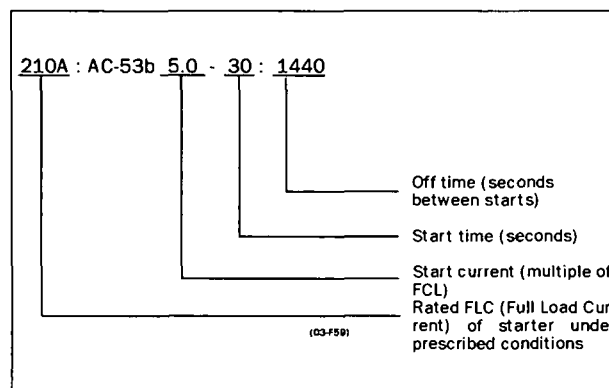 210A : AC-53b 5.0 - 30 : 1440
Off time (seconds
between starts)
Start time (seconds)
Start current (multiple of
FCL)
Rated FLC (Full Load Cur
rent) of starter unde
prescribed conditions
(03-F59)